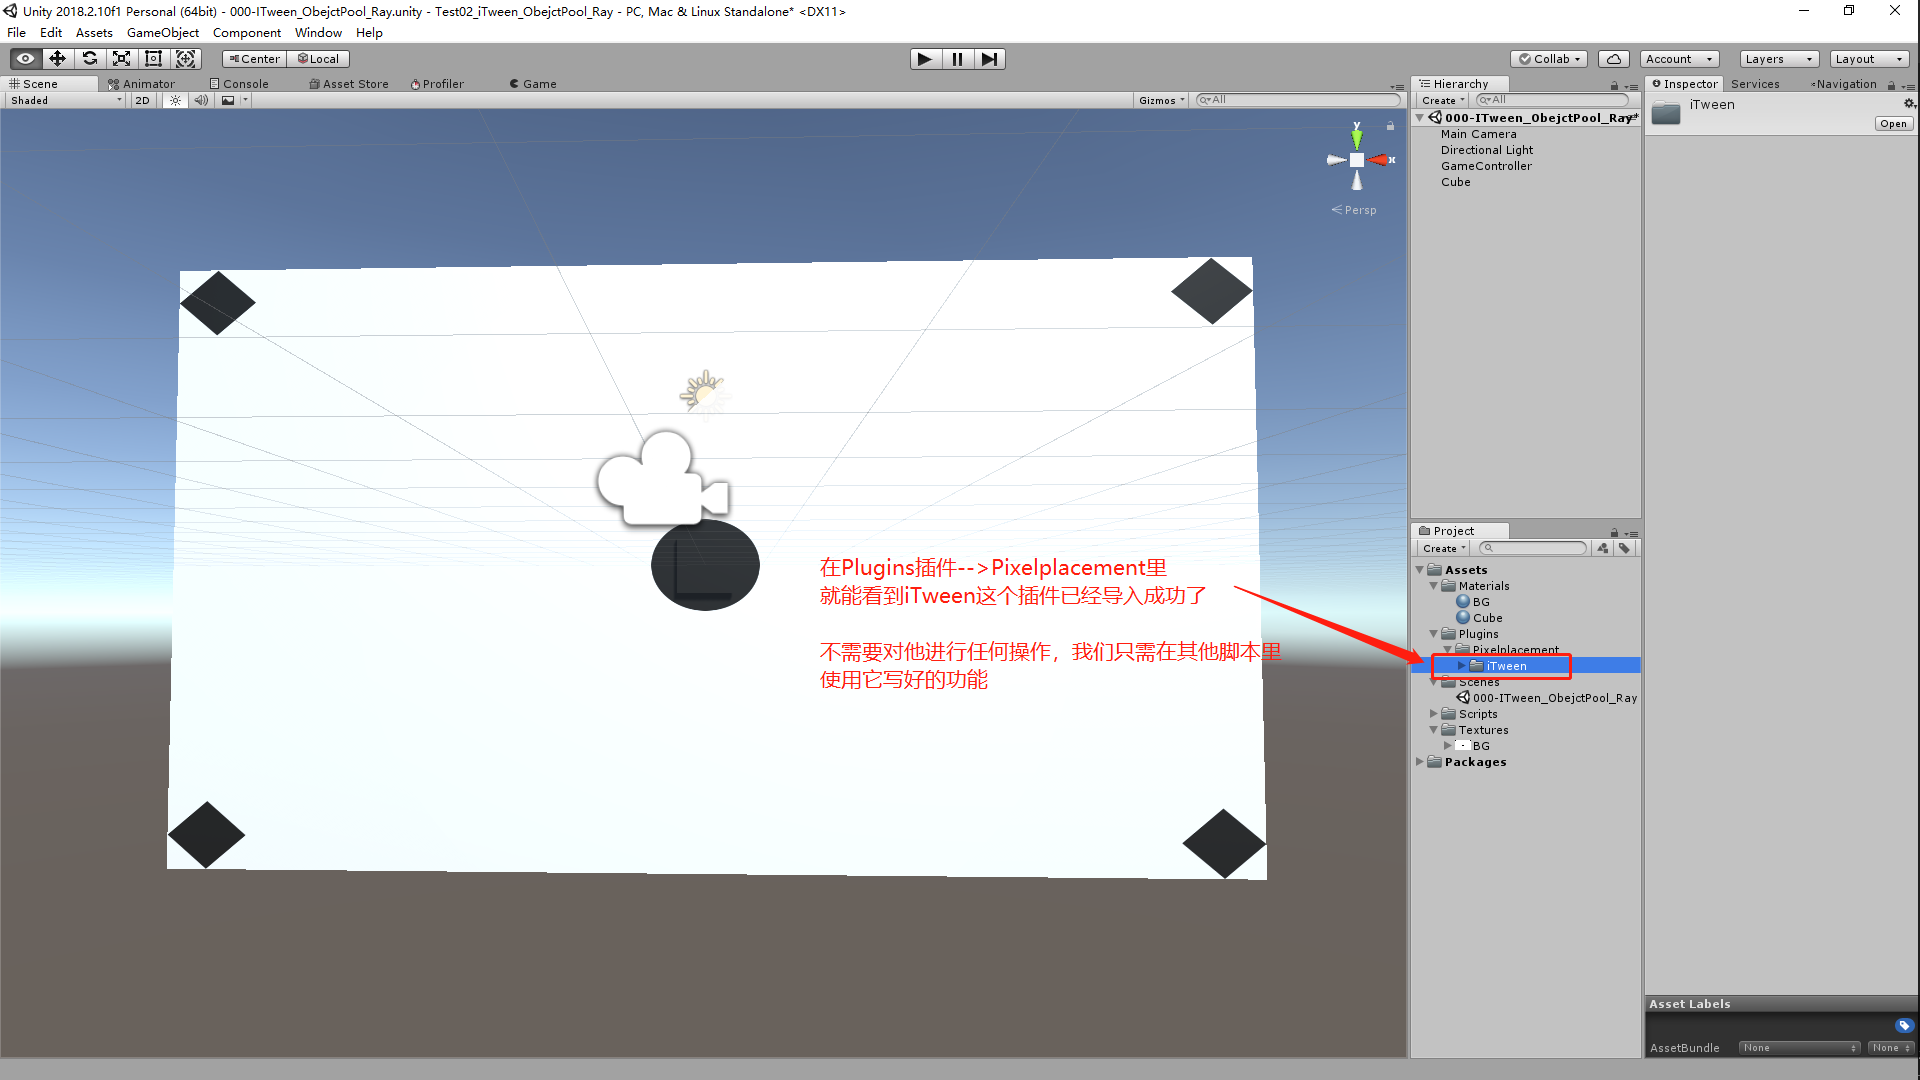 Unity 2018.2.10f1 Personal (64bit) - 000-ITween_ObejctPool_Ray.unity - Test02_iTween_ObejctPool_Ray - PC, Mac & Linux Standalone* <DX11>
File Edit Assets GameObject Component Window Help
Center Local Collab Account Layers Layout
Scene Animator Console Asset Store Profiler Game
Shaded 2D Gizmos All
y
x
Persp
在Plugins插件-->Pixelplacement里
就能看到iTween这个插件已经导入成功了
不需要对他进行任何操作，我们只需在其他脚本里
使用它写好的功能
Hierarchy
Create All
000-ITween_ObejctPool_Ray*
Main Camera
Directional Light
GameController
Cube
Project
Create
Assets
Materials
BG
Cube
Plugins
Pixelplacement
iTween
Scenes
000-ITween_ObejctPool_Ray
Scripts
Textures
BG
Packages
Inspector Services Navigation
iTween
Open
Asset Labels
AssetBundle None None